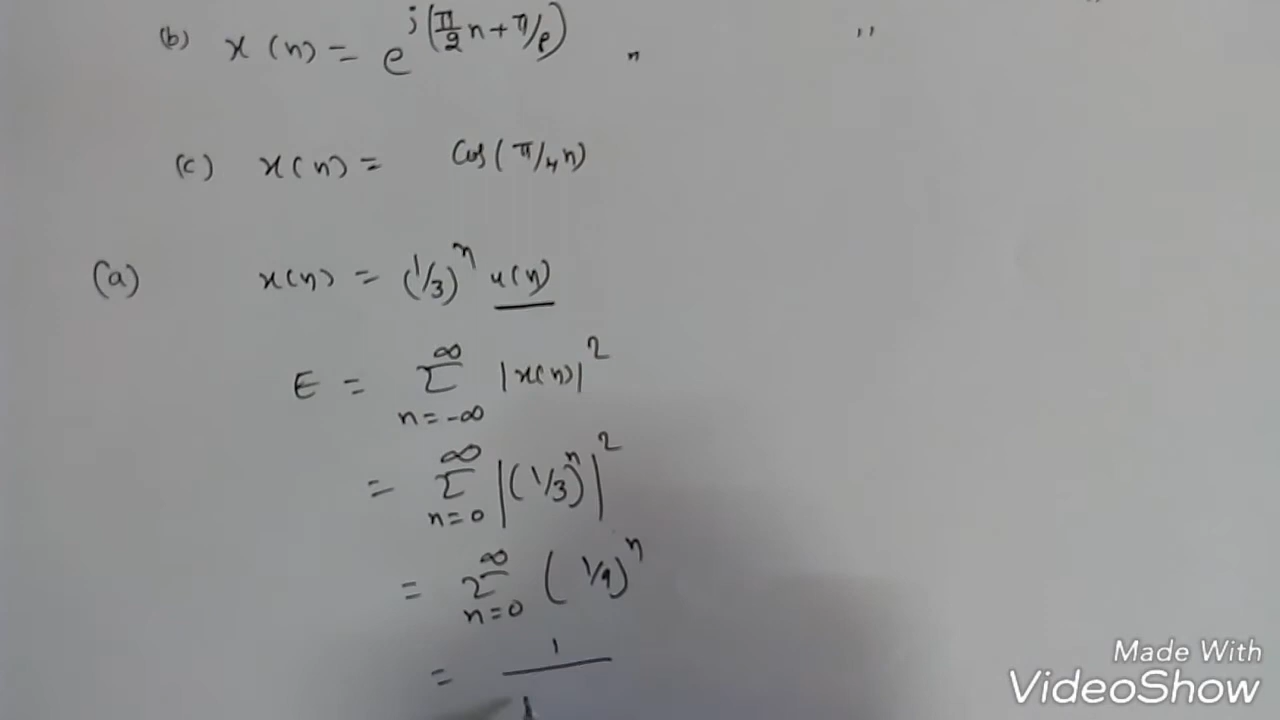 (b) x(n) = e^{j(π/2 n + π/8)} " "
(c) x(n) = Cos(π/4 n)
(a) x(n) = (1/3)^n u(n)
E = Σ_{n=-∞}^{∞} |x(n)|^2
= Σ_{n=0}^{∞} |(1/3)^n|^2
= Σ_{n=0}^{∞} (1/9)^n
= 1/1
Made With
VideoShow